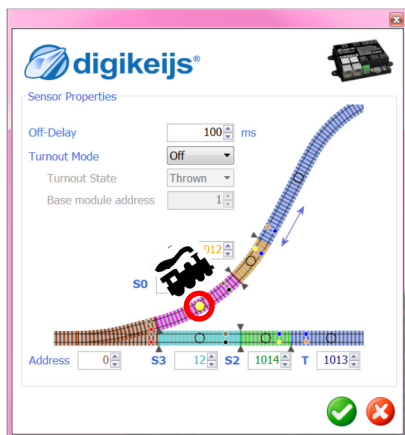 digikeijs®
Sensor Properties
Off-Delay 100 ms
Turnout Mode Off
Turnout State Thrown
Base module address 1
012
S0
Address 0 S3 12 S2 1014 T 1013